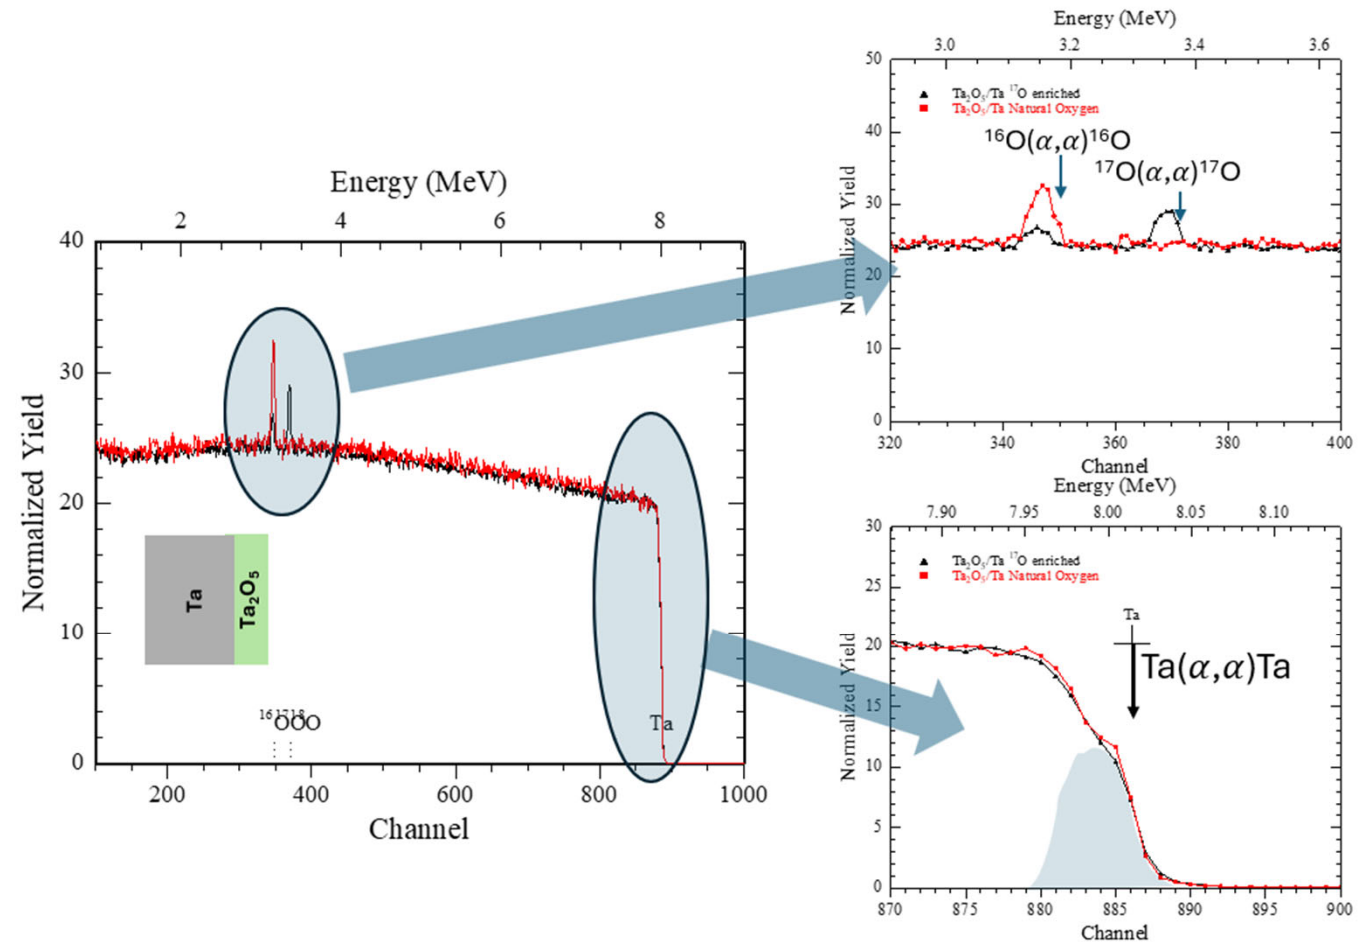 Energy (MeV)
2 4 6 8
40
30
20
10
0
Normalized Yield
Ta
Ta₂O₅
¹⁶O¹⁷O¹⁸O
Ta
200 400 600 800 1000
Channel
Energy (MeV)
3.0 3.2 3.4 3.6
50
40
30
20
10
0
Normalized Yield
Ta₂O₅/Ta ¹⁷O enriched
Ta₂O₅/Ta Natural Oxygen
¹⁶O(α,α)¹⁶O
¹⁷O(α,α)¹⁷O
320 340 360 380 400
Channel
Energy (MeV)
7.90 7.95 8.00 8.05 8.10
30
25
20
15
10
5
0
Normalized Yield
Ta₂O₅/Ta ¹⁷O enriched
Ta₂O₅/Ta Natural Oxygen
Ta
Ta(α,α)Ta
870 875 880 885 890 895 900
Channel